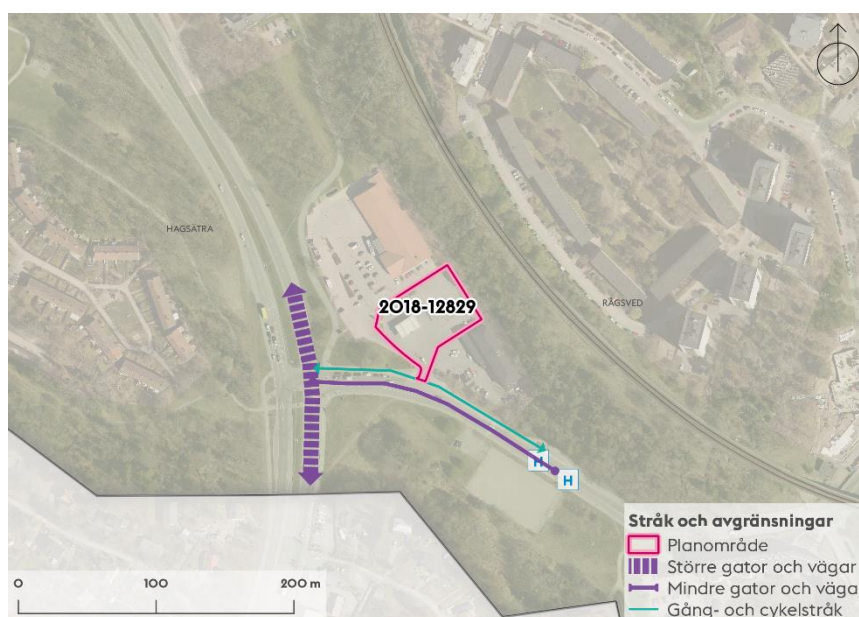 HAGSÄTRA
2018-12829
RÅGSVED
H
H
Stråk och avgränsningar
Planområde
Större gator och vägar
Mindre gator och väga
Gång- och cykelstråk
0 100 200 m